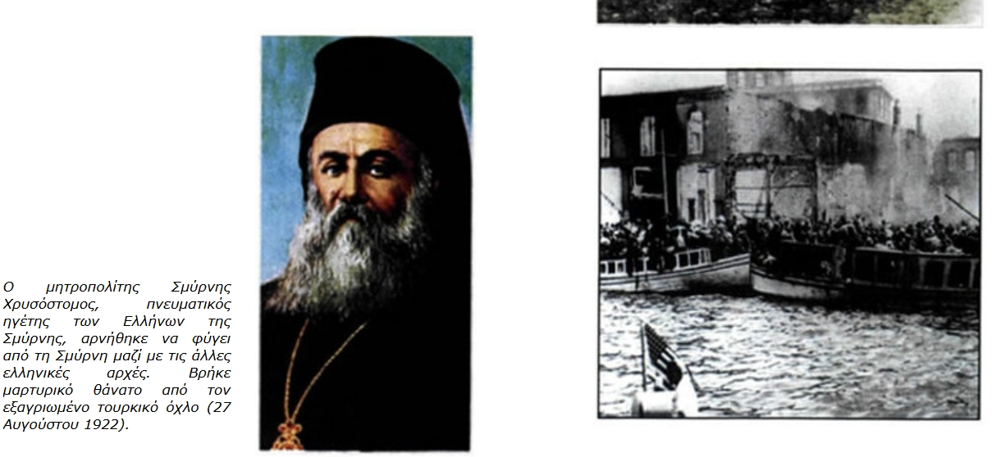 Ο μητροπολίτης Σμύρνης
Χρυσόστομος, πνευματικός
ηγέτης των Ελλήνων της
Σμύρνης, αρνήθηκε να φύγει
από τη Σμύρνη μαζί με τις άλλες
ελληνικές αρχές. Βρήκε
μαρτυρικό θάνατο από τον
εξαγριωμένο τουρκικό όχλο (27
Αυγούστου 1922).